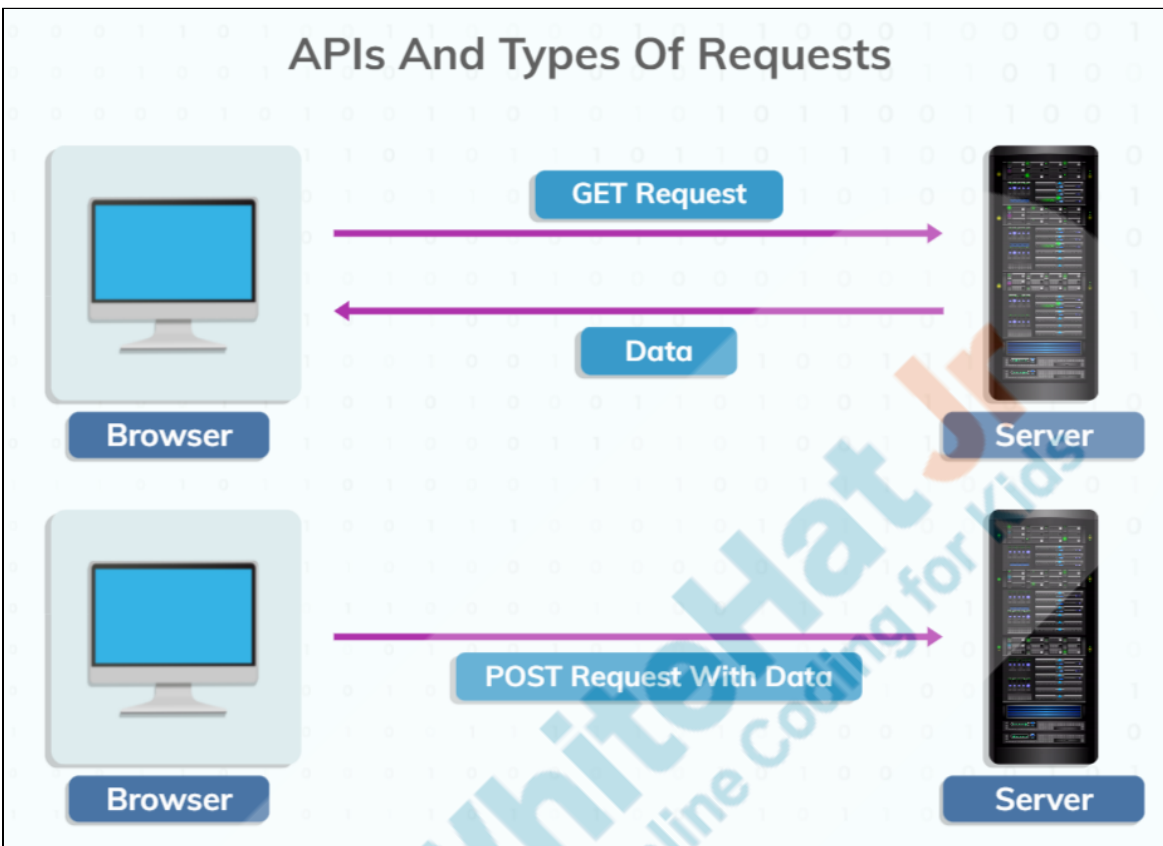 APIs And Types Of Requests
GET Request
Data
Browser
Server
POST Request With Data
Browser
Server
WhiteHat Jr
Online Coding for Kids